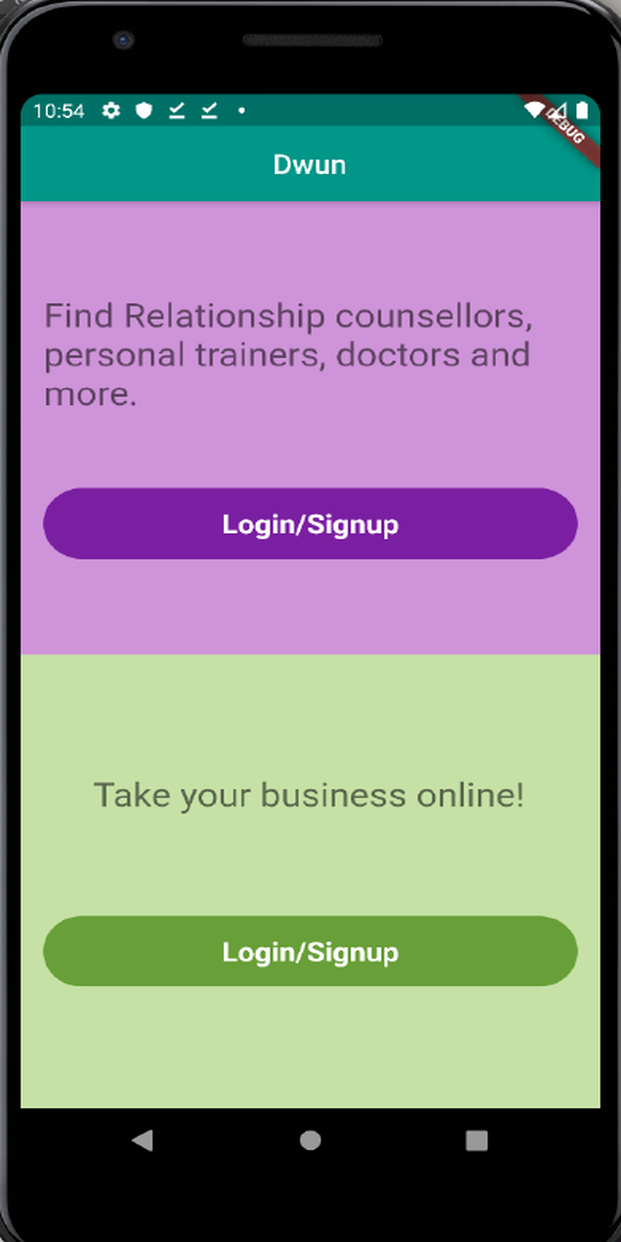 10:54
DEBUG
Dwun
Find Relationship counsellors,
personal trainers, doctors and
more.
Login/Signup
Take your business online!
Login/Signup